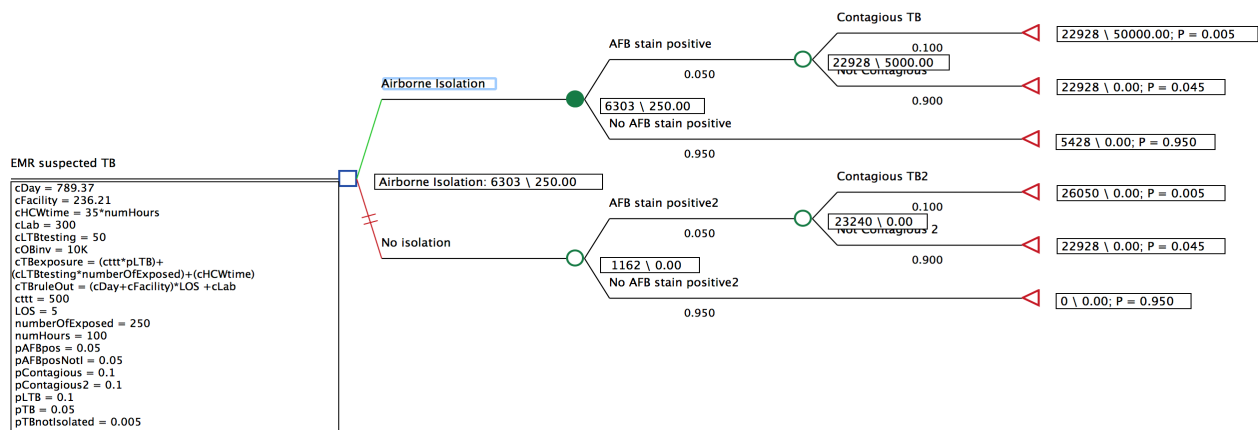 Contagious TB
22928 \ 50000.00; P = 0.005
AFB stain positive
0.100
22928 \ 5000.00
Not Contagious
0.050
Airborne Isolation
22928 \ 0.00; P = 0.045
0.900
6303 \ 250.00
No AFB stain positive
5428 \ 0.00; P = 0.950
0.950
EMR suspected TB
Airborne Isolation: 6303 \ 250.00
Contagious TB2
26050 \ 0.00; P = 0.005
AFB stain positive2
0.100
23240 \ 0.00
Not Contagious 2
0.050
No isolation
22928 \ 0.00; P = 0.045
0.900
1162 \ 0.00
No AFB stain positive2
0 \ 0.00; P = 0.950
0.950
cDay = 789.37
cFacility = 236.21
cHCWtime = 35*numHours
cLab = 300
cLTBtesting = 50
cOBinv = 10K
cTBexposure = (cttt*pLTB)+
(cLTBtesting*numberOfExposed)+(cHCWtime)
cTBruleOut = (cDay+cFacility)*LOS +cLab
cttt = 500
LOS = 5
numberOfExposed = 250
numHours = 100
pAFBpos = 0.05
pAFBposNotI = 0.05
pContagious = 0.1
pContagious2 = 0.1
pLTB = 0.1
pTB = 0.05
pTBnotIsolated = 0.005